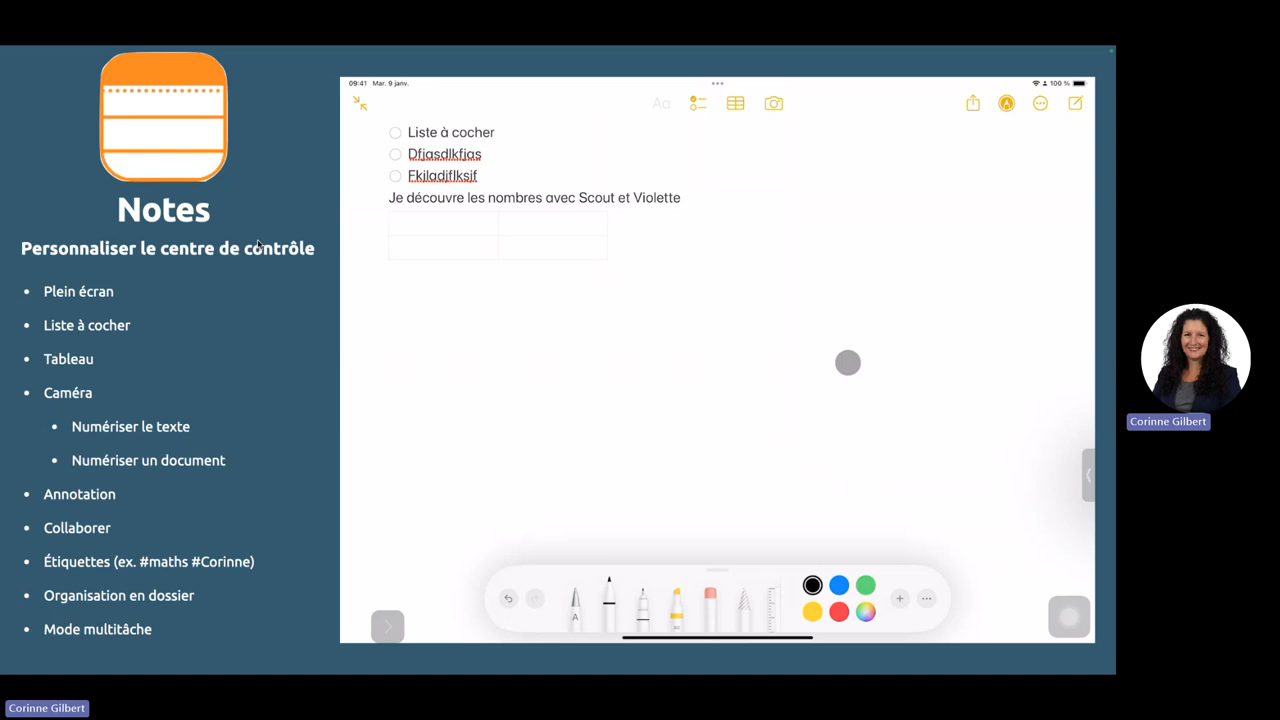 Notes
Personnaliser le centre de contrôle
• Plein écran
• Liste à cocher
• Tableau
• Caméra
• Numériser le texte
• Numériser un document
• Annotation
• Collaborer
• Étiquettes (ex. #maths #Corinne)
• Organisation en dossier
• Mode multitâche
09:41 Mar. 9 janv.
100 %
Aa
Liste à cocher
Dfjasdlkfjas
Fkjladjflksjf
Je découvre les nombres avec Scout et Violette
A
Corinne Gilbert
Corinne Gilbert